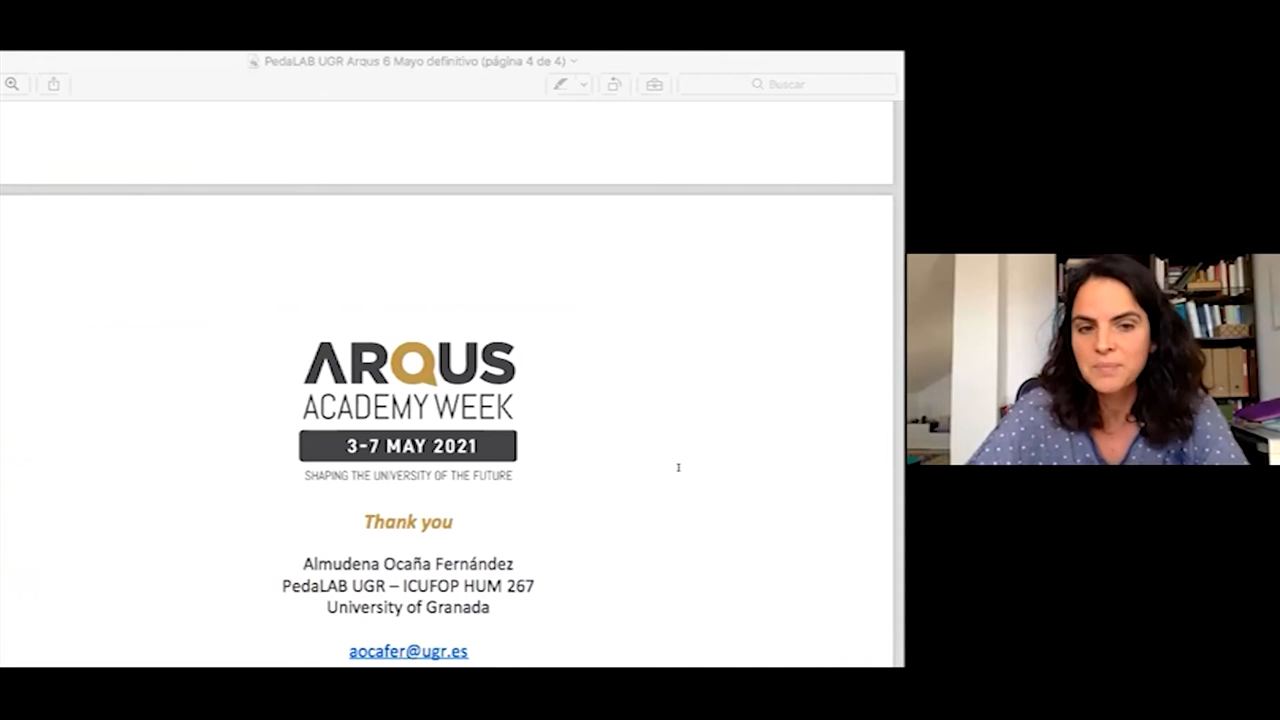 PedaLAB UGR Arqus 6 Mayo definitivo (página 4 de 4)
Buscar
ARQUS
ACADEMY WEEK
3-7 MAY 2021
SHAPING THE UNIVERSITY OF THE FUTURE
Thank you
Almudena Ocaña Fernández
PedaLAB UGR – ICUFOP HUM 267
University of Granada
aocafer@ugr.es